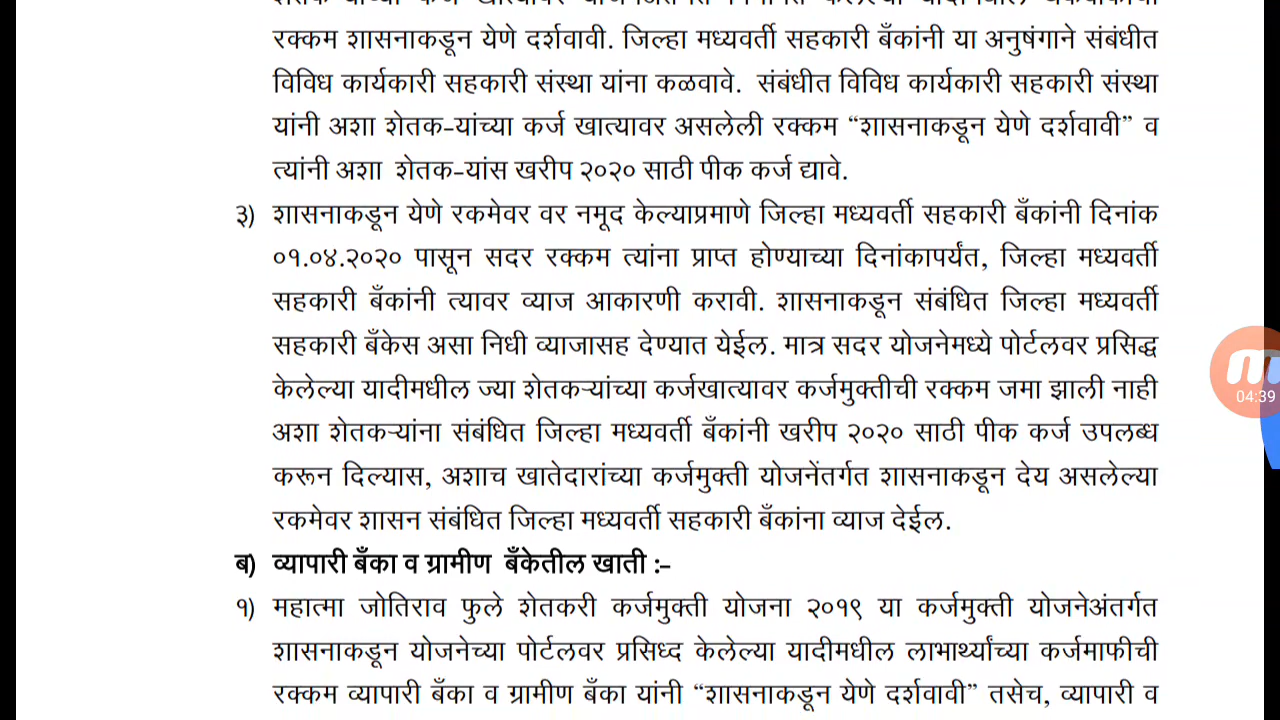 रक्कम शासनाकडून येणे दर्शवावी. जिल्हा मध्यवर्ती सहकारी बँकांनी या अनुषंगाने संबंधीत
विविध कार्यकारी सहकारी संस्था यांना कळवावे. संबंधीत विविध कार्यकारी सहकारी संस्था
यांनी अशा शेतक-यांच्या कर्ज खात्यावर असलेली रक्कम “शासनाकडून येणे दर्शवावी” व
त्यांनी अशा शेतक-यांस खरीप २०२० साठी पीक कर्ज द्यावे.
३) शासनाकडून येणे रकमेवर वर नमूद केल्याप्रमाणे जिल्हा मध्यवर्ती सहकारी बँकांनी दिनांक
०१.०४.२०२० पासून सदर रक्कम त्यांना प्राप्त होण्याच्या दिनांकापर्यंत, जिल्हा मध्यवर्ती
सहकारी बँकांनी त्यावर व्याज आकारणी करावी. शासनाकडून संबंधित जिल्हा मध्यवर्ती
सहकारी बँकेस असा निधी व्याजासह देण्यात येईल. मात्र सदर योजनेमध्ये पोर्टलवर प्रसिद्ध
केलेल्या यादीमधील ज्या शेतकऱ्यांच्या कर्जखात्यावर कर्जमुक्तीची रक्कम जमा झाली नाही
अशा शेतकऱ्यांना संबंधित जिल्हा मध्यवर्ती बँकांनी खरीप २०२० साठी पीक कर्ज उपलब्ध
करून दिल्यास, अशाच खातेदारांच्या कर्जमुक्ती योजनेंतर्गत शासनाकडून देय असलेल्या
रकमेवर शासन संबंधित जिल्हा मध्यवर्ती सहकारी बँकांना व्याज देईल.
ब) व्यापारी बँका व ग्रामीण बँकेतील खाती :-
१) महात्मा जोतिराव फुले शेतकरी कर्जमुक्ती योजना २०१९ या कर्जमुक्ती योजनेअंतर्गत
शासनाकडून योजनेच्या पोर्टलवर प्रसिध्द केलेल्या यादीमधील लाभार्थ्यांच्या कर्जमाफीची
रक्कम व्यापारी बँका व ग्रामीण बँका यांनी “शासनाकडून येणे दर्शवावी” तसेच, व्यापारी व
04:39